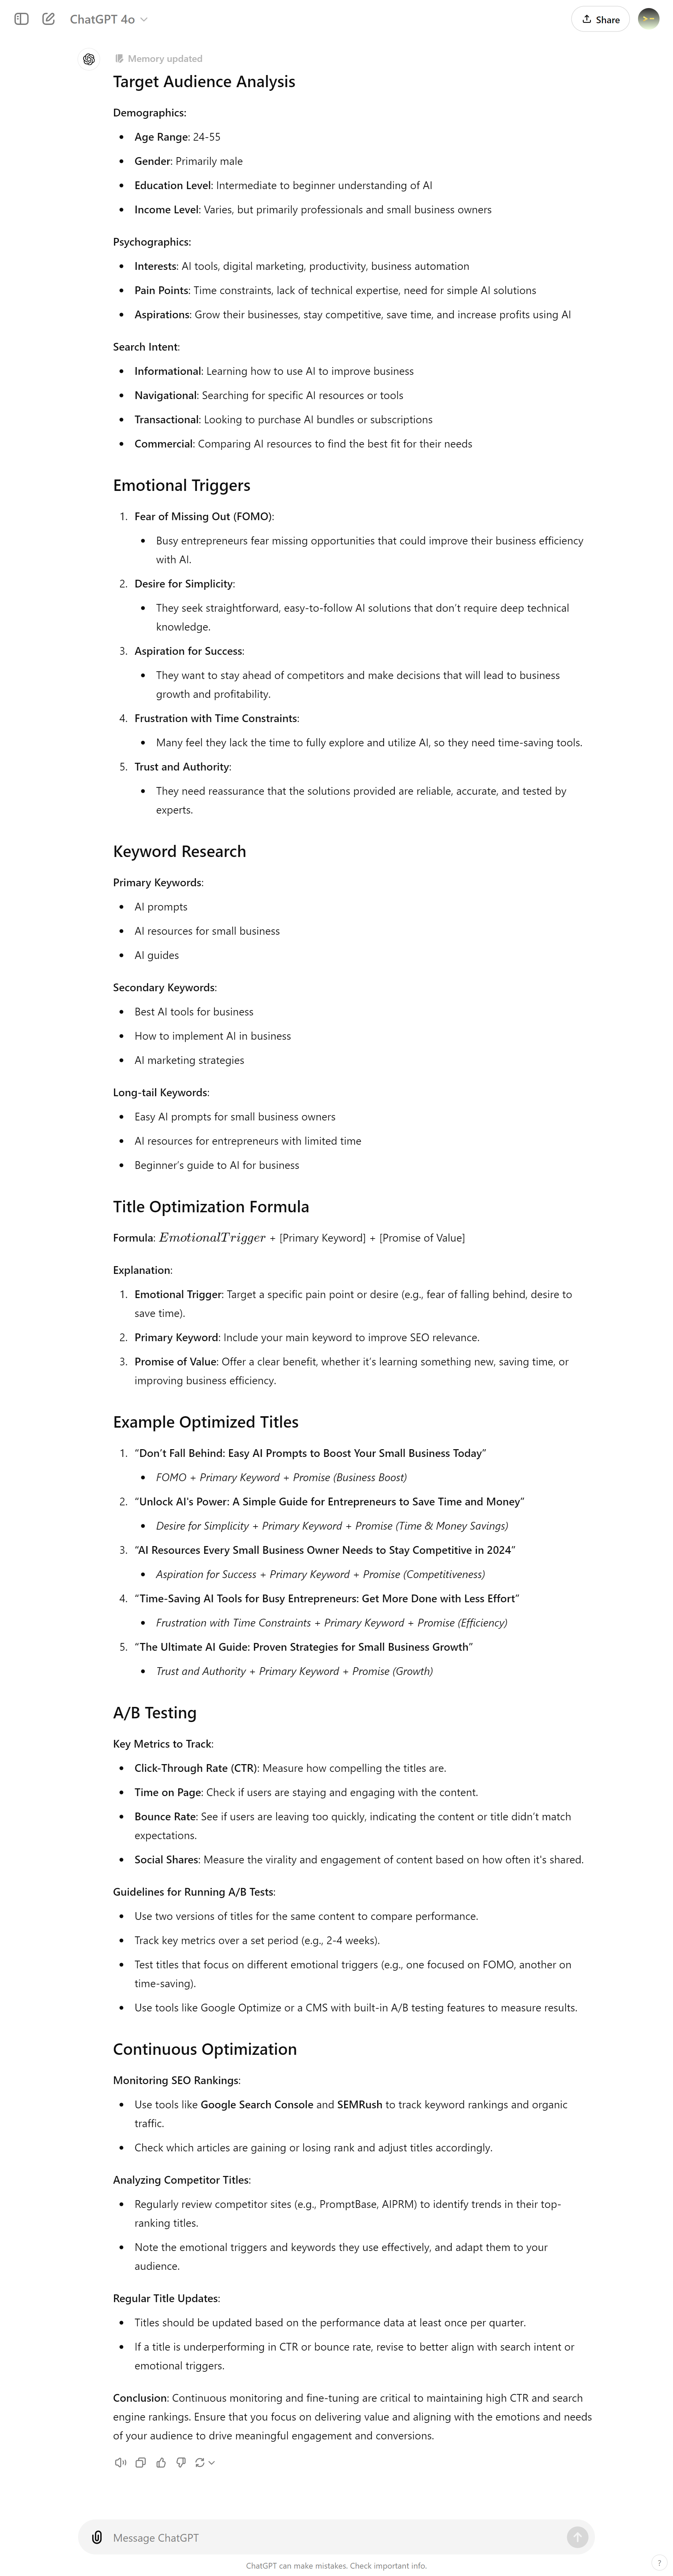 ChatGPT 4o
Share
Memory updated
Target Audience Analysis
Demographics:
• Age Range: 24-55
• Gender: Primarily male
• Education Level: Intermediate to beginner understanding of AI
• Income Level: Varies, but primarily professionals and small business owners
Psychographics:
• Interests: AI tools, digital marketing, productivity, business automation
• Pain Points: Time constraints, lack of technical expertise, need for simple AI solutions
• Aspirations: Grow their businesses, stay competitive, save time, and increase profits using AI
Search Intent:
• Informational: Learning how to use AI to improve business
• Navigational: Searching for specific AI resources or tools
• Transactional: Looking to purchase AI bundles or subscriptions
• Commercial: Comparing AI resources to find the best fit for their needs
Emotional Triggers
1. Fear of Missing Out (FOMO):
• Busy entrepreneurs fear missing opportunities that could improve their business efficiency
with AI.
2. Desire for Simplicity:
• They seek straightforward, easy-to-follow AI solutions that don't require deep technical
knowledge.
3. Aspiration for Success:
• They want to stay ahead of competitors and make decisions that will lead to business
growth and profitability.
4. Frustration with Time Constraints:
• Many feel they lack the time to fully explore and utilize AI, so they need time-saving tools.
5. Trust and Authority:
• They need reassurance that the solutions provided are reliable, accurate, and tested by
experts.
Keyword Research
Primary Keywords:
• AI prompts
• AI resources for small business
• AI guides
Secondary Keywords:
• Best AI tools for business
• How to implement AI in business
• AI marketing strategies
Long-tail Keywords:
• Easy AI prompts for small business owners
• AI resources for entrepreneurs with limited time
• Beginner's guide to AI for business
Title Optimization Formula
Formula: EmotionalTrigger + [Primary Keyword] + [Promise of Value]
Explanation:
1. Emotional Trigger: Target a specific pain point or desire (e.g., fear of falling behind, desire to
save time).
2. Primary Keyword: Include your main keyword to improve SEO relevance.
3. Promise of Value: Offer a clear benefit, whether it's learning something new, saving time, or
improving business efficiency.
Example Optimized Titles
1. "Don't Fall Behind: Easy AI Prompts to Boost Your Small Business Today"
• FOMO + Primary Keyword + Promise (Business Boost)
2. "Unlock AI's Power: A Simple Guide for Entrepreneurs to Save Time and Money"
• Desire for Simplicity + Primary Keyword + Promise (Time & Money Savings)
3. "AI Resources Every Small Business Owner Needs to Stay Competitive in 2024"
• Aspiration for Success + Primary Keyword + Promise (Competitiveness)
4. "Time-Saving AI Tools for Busy Entrepreneurs: Get More Done with Less Effort"
• Frustration with Time Constraints + Primary Keyword + Promise (Efficiency)
5. "The Ultimate AI Guide: Proven Strategies for Small Business Growth"
• Trust and Authority + Primary Keyword + Promise (Growth)
A/B Testing
Key Metrics to Track:
• Click-Through Rate (CTR): Measure how compelling the titles are.
• Time on Page: Check if users are staying and engaging with the content.
• Bounce Rate: See if users are leaving too quickly, indicating the content or title didn't match
expectations.
• Social Shares: Measure the virality and engagement of content based on how often it's shared.
Guidelines for Running A/B Tests:
• Use two versions of titles for the same content to compare performance.
• Track key metrics over a set period (e.g., 2-4 weeks).
• Test titles that focus on different emotional triggers (e.g., one focused on FOMO, another on
time-saving).
• Use tools like Google Optimize or a CMS with built-in A/B testing features to measure results.
Continuous Optimization
Monitoring SEO Rankings:
• Use tools like Google Search Console and SEMRush to track keyword rankings and organic
traffic.
• Check which articles are gaining or losing rank and adjust titles accordingly.
Analyzing Competitor Titles:
• Regularly review competitor sites (e.g., PromptBase, AIPRM) to identify trends in their top-
ranking titles.
• Note the emotional triggers and keywords they use effectively, and adapt them to your
audience.
Regular Title Updates:
• Titles should be updated based on the performance data at least once per quarter.
• If a title is underperforming in CTR or bounce rate, revise to better align with search intent or
emotional triggers.
Conclusion: Continuous monitoring and fine-tuning are critical to maintaining high CTR and search
engine rankings. Ensure that you focus on delivering value and aligning with the emotions and needs
of your audience to drive meaningful engagement and conversions.
Message ChatGPT
ChatGPT can make mistakes. Check important info.
?